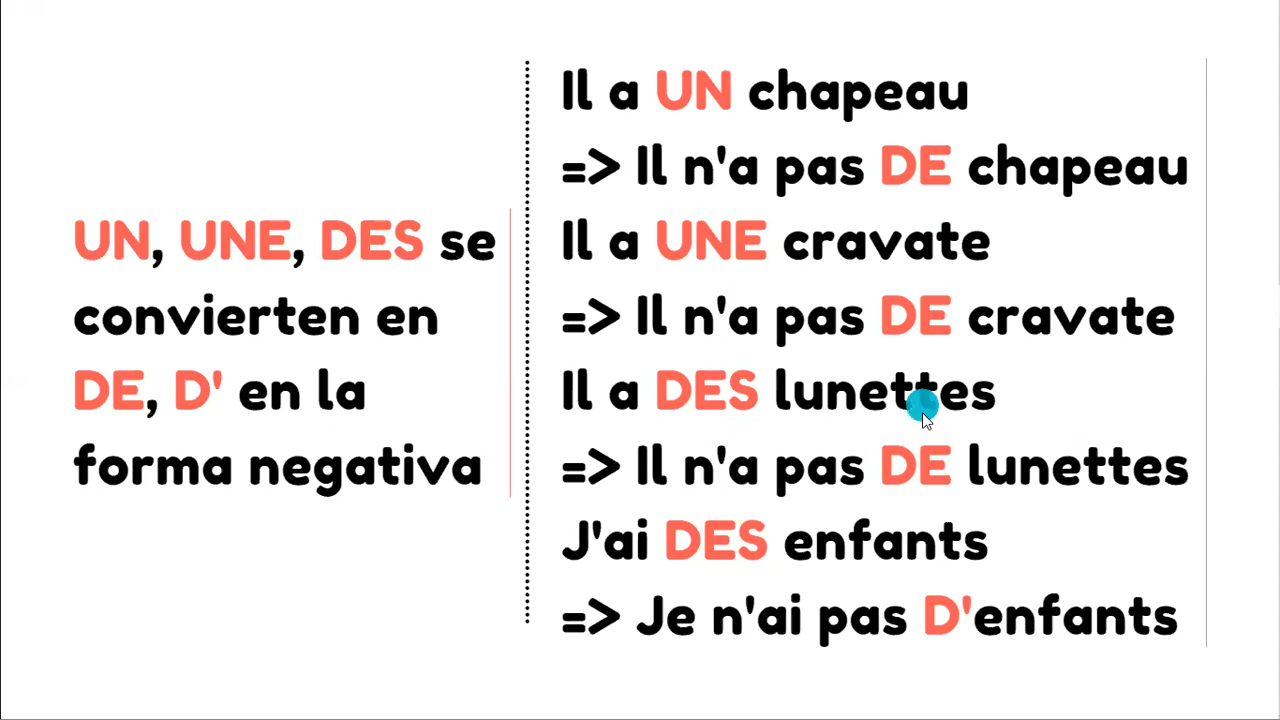 UN, UNE, DES se
convierten en
DE, D' en la
forma negativa
Il a UN chapeau
=> Il n'a pas DE chapeau
Il a UNE cravate
=> Il n'a pas DE cravate
Il a DES lunettes
=> Il n'a pas DE lunettes
J'ai DES enfants
=> Je n'ai pas D'enfants